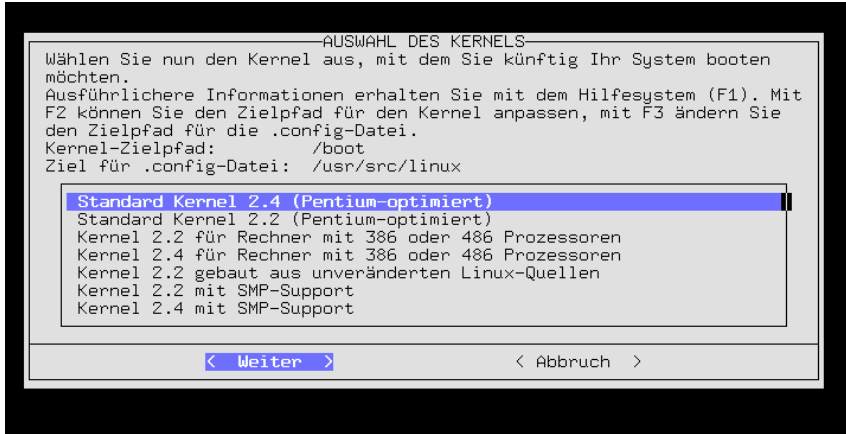 AUSWAHL DES KERNELS
Wählen Sie nun den Kernel aus, mit dem Sie künftig Ihr System booten
möchten.
Ausführlichere Informationen erhalten Sie mit dem Hilfesystem (F1). Mit
F2 können Sie den Zielpfad für den Kernel anpassen, mit F3 ändern Sie
den Zielpfad für die .config-Datei.
Kernel-Zielpfad: /boot
Ziel für .config-Datei: /usr/src/linux
Standard Kernel 2.4 (Pentium-optimiert)
Standard Kernel 2.2 (Pentium-optimiert)
Kernel 2.2 für Rechner mit 386 oder 486 Prozessoren
Kernel 2.4 für Rechner mit 386 oder 486 Prozessoren
Kernel 2.2 gebaut aus unveränderten Linux-Quellen
Kernel 2.2 mit SMP-Support
Kernel 2.4 mit SMP-Support
< Weiter > < Abbruch >